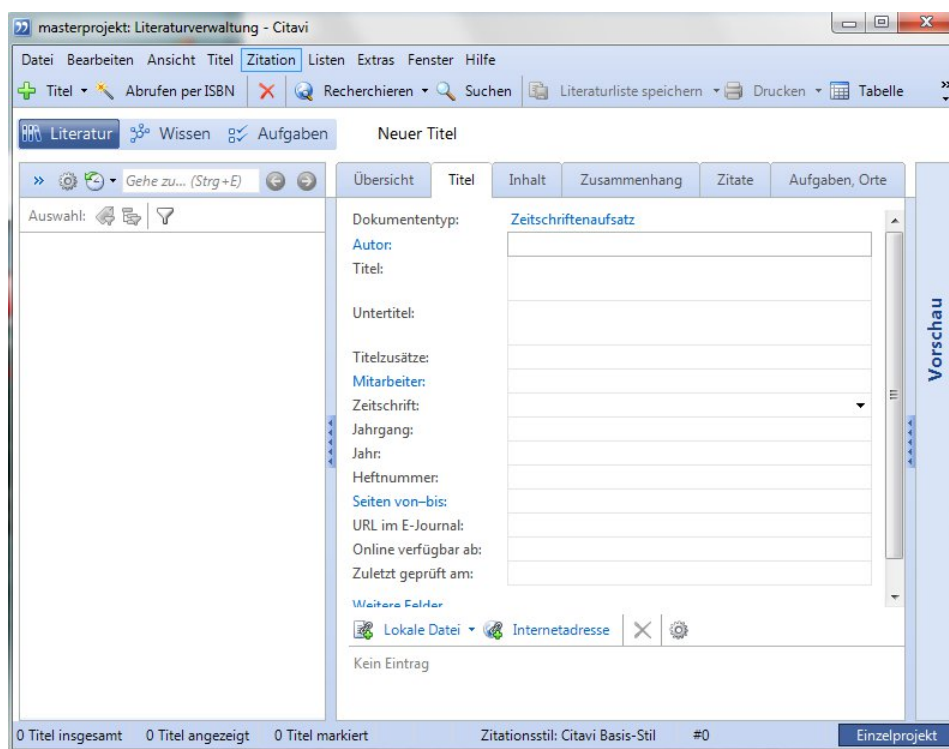 masterprojekt: Literaturverwaltung - Citavi
Datei Bearbeiten Ansicht Titel Zitation Listen Extras Fenster Hilfe
Titel Abrufen per ISBN Recherchieren Suchen Literaturliste speichern Drucken Tabelle »
Literatur Wissen Aufgaben Neuer Titel
» Gehe zu... (Strg+E)
Übersicht Titel Inhalt Zusammenhang Zitate Aufgaben, Orte
Auswahl:
Dokumententyp: Zeitschriftenaufsatz
Autor:
Titel:
Untertitel:
Titelzusätze:
Mitarbeiter:
Zeitschrift:
Jahrgang:
Jahr:
Heftnummer:
Seiten von–bis:
URL im E-Journal:
Online verfügbar ab:
Zuletzt geprüft am:
Weitere Felder
Lokale Datei Internetadresse
Kein Eintrag
Vorschau
0 Titel insgesamt 0 Titel angezeigt 0 Titel markiert Zitationsstil: Citavi Basis-Stil #0 Einzelprojekt